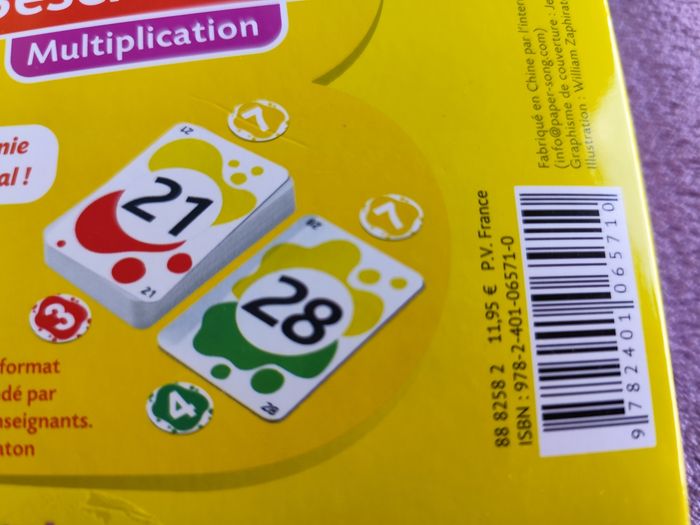 Multiplication
nie
al !
7
21
21
21
3
7
28
28
28
4
format
dé par
nseignants.
aton
88 8258 2 11,95 € P.V. France
ISBN : 978-2-401-06571-0
9 782401 065710
Fabriqué en Chine par l'inter
(info@paper-song.com)
Graphisme de couverture : Je
Illustration : William Zaphirat